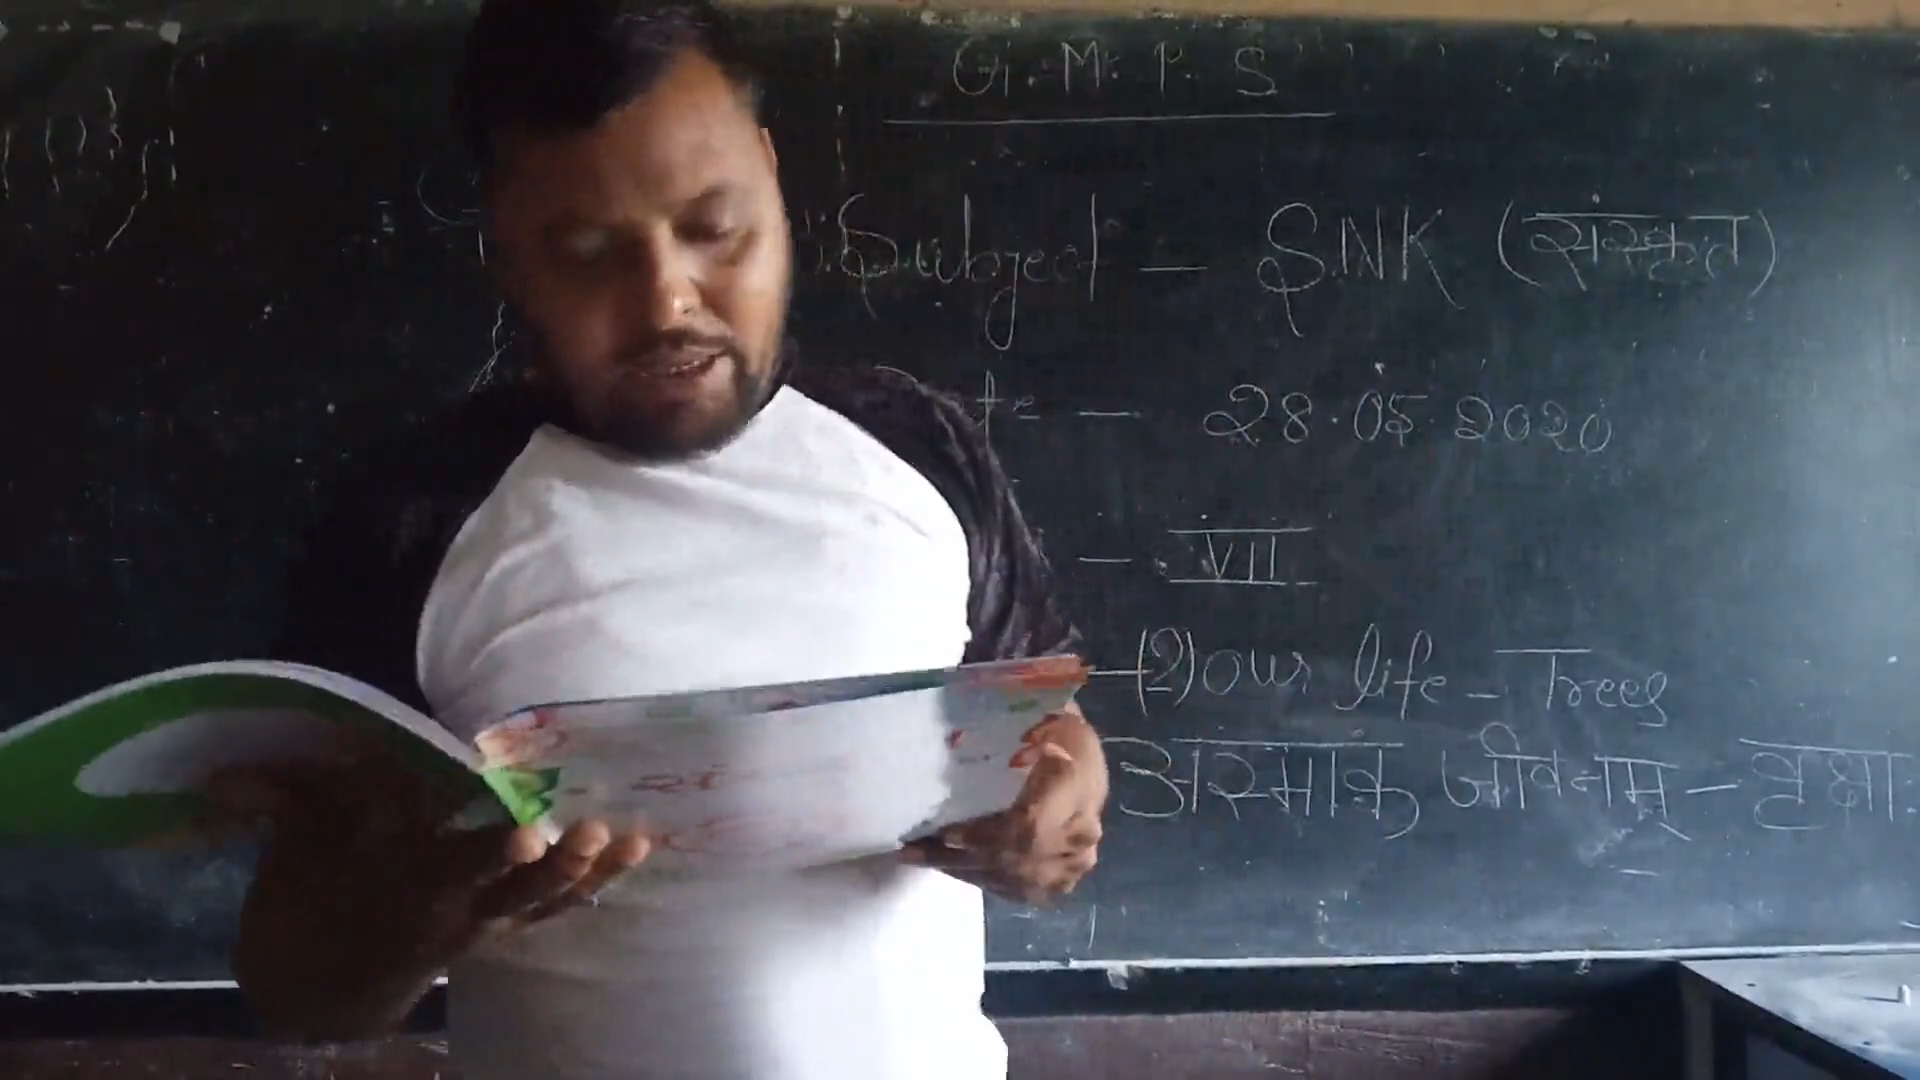 G.M.P.S
Subject — SNK (संस्कृत)
— 28.05.2020
— VII
—(2) Our life - Trees
अस्माकं जीवनम् - वृक्षाः